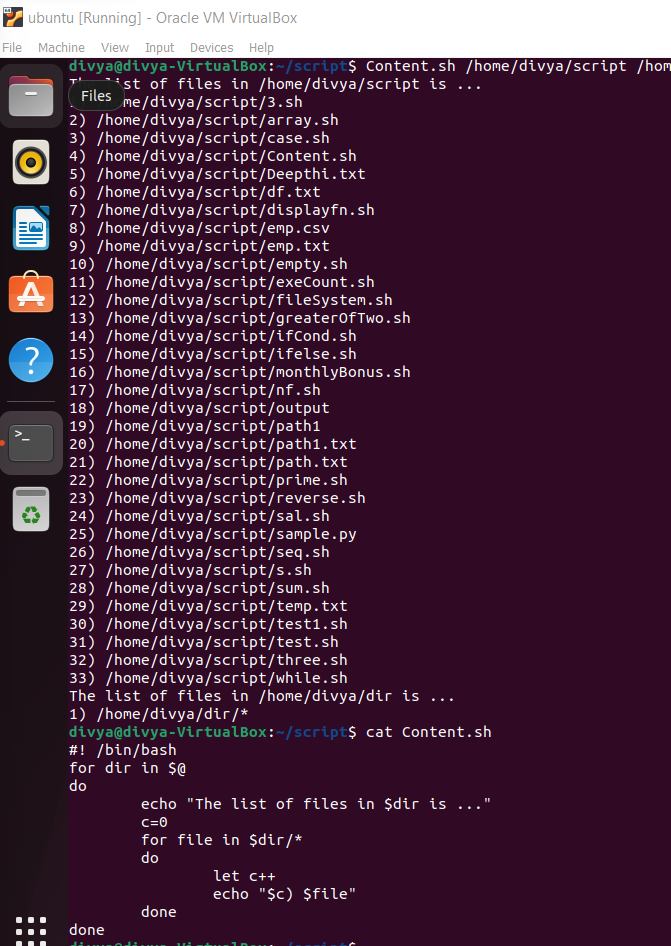 ubuntu [Running] - Oracle VM VirtualBox
File Machine View Input Devices Help
divya@divya-VirtualBox:~/script$ Content.sh /home/divya/script /hom
The list of files in /home/divya/script is ...
Files
/home/divya/script/3.sh
2) /home/divya/script/array.sh
3) /home/divya/script/case.sh
4) /home/divya/script/Content.sh
5) /home/divya/script/Deepthi.txt
6) /home/divya/script/df.txt
7) /home/divya/script/displayfn.sh
8) /home/divya/script/emp.csv
9) /home/divya/script/emp.txt
10) /home/divya/script/empty.sh
11) /home/divya/script/exeCount.sh
12) /home/divya/script/fileSystem.sh
13) /home/divya/script/greaterOfTwo.sh
14) /home/divya/script/ifCond.sh
15) /home/divya/script/ifelse.sh
16) /home/divya/script/monthlyBonus.sh
17) /home/divya/script/nf.sh
18) /home/divya/script/output
19) /home/divya/script/path1
20) /home/divya/script/path1.txt
21) /home/divya/script/path.txt
22) /home/divya/script/prime.sh
23) /home/divya/script/reverse.sh
24) /home/divya/script/sal.sh
25) /home/divya/script/sample.py
26) /home/divya/script/seq.sh
27) /home/divya/script/s.sh
28) /home/divya/script/sum.sh
29) /home/divya/script/temp.txt
30) /home/divya/script/test1.sh
31) /home/divya/script/test.sh
32) /home/divya/script/three.sh
33) /home/divya/script/while.sh
The list of files in /home/divya/dir is ...
1) /home/divya/dir/*
divya@divya-VirtualBox:~/script$ cat Content.sh
#! /bin/bash
for dir in $@
do
echo "The list of files in $dir is ..."
c=0
for file in $dir/*
do
let c++
echo "$c) $file"
done
done